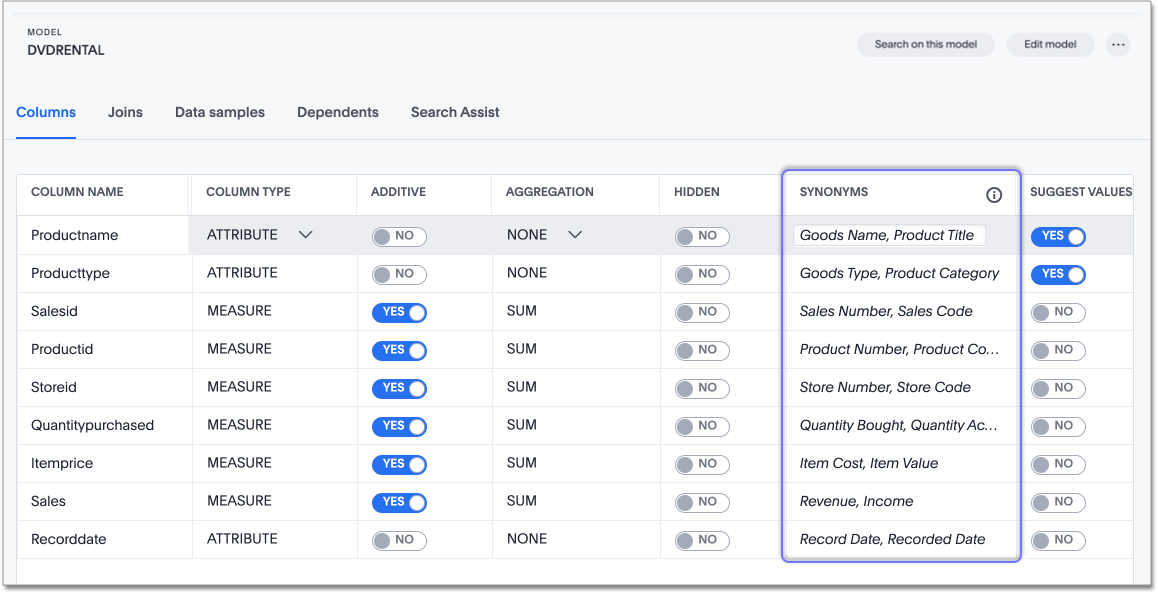 MODEL
DVDRENTAL
Search on this model Edit model ...
Columns Joins Data samples Dependents Search Assist
COLUMN NAME COLUMN TYPE ADDITIVE AGGREGATION HIDDEN SYNONYMS SUGGEST VALUES
Productname ATTRIBUTE NO NONE NO Goods Name, Product Title YES
Producttype ATTRIBUTE NO NONE NO Goods Type, Product Category YES
Salesid MEASURE YES SUM NO Sales Number, Sales Code NO
Productid MEASURE YES SUM NO Product Number, Product Co... NO
Storeid MEASURE YES SUM NO Store Number, Store Code NO
Quantitypurchased MEASURE YES SUM NO Quantity Bought, Quantity Ac... NO
Itemprice MEASURE YES SUM NO Item Cost, Item Value NO
Sales MEASURE YES SUM NO Revenue, Income NO
Recorddate ATTRIBUTE NO NONE NO Record Date, Recorded Date NO